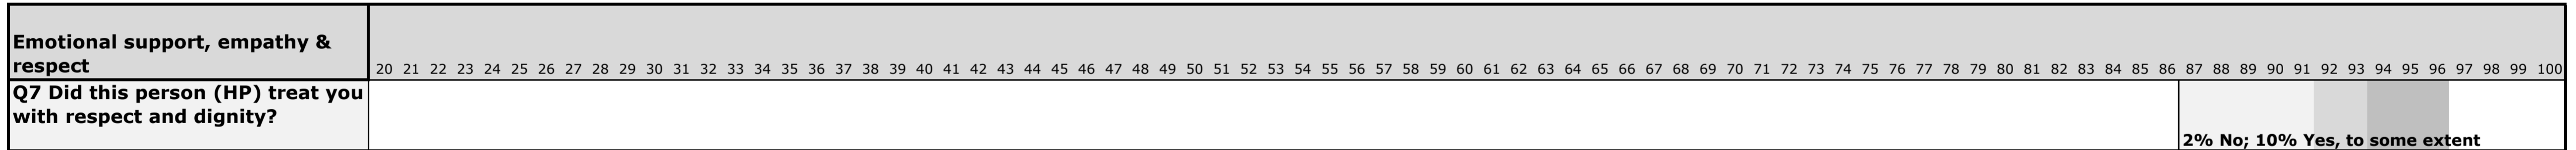 Emotional support, empathy &
respect
20 21 22 23 24 25 26 27 28 29 30 31 32 33 34 35 36 37 38 39 40 41 42 43 44 45 46 47 48 49 50 51 52 53 54 55 56 57 58 59 60 61 62 63 64 65 66 67 68 69 70 71 72 73 74 75 76 77 78 79 80 81 82 83 84 85 86 87 88 89 90 91 92 93 94 95 96 97 98 99 100
Q7 Did this person (HP) treat you
with respect and dignity?
2% No; 10% Yes, to some extent